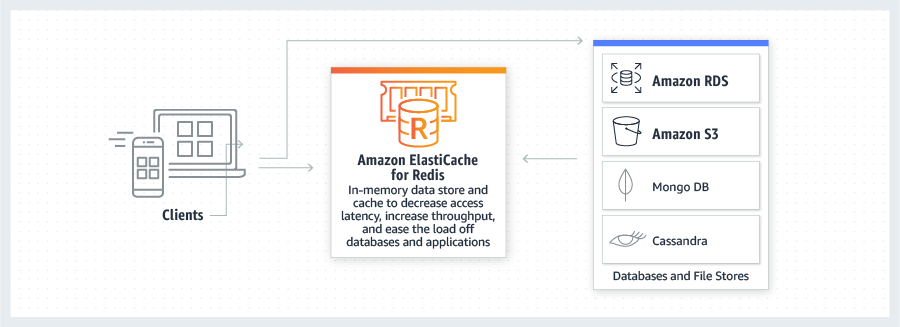 Clients
R
Amazon ElastiCache
for Redis
In-memory data store and
cache to decrease access
latency, increase throughput,
and ease the load off
databases and applications
Amazon RDS
Amazon S3
Mongo DB
Cassandra
Databases and File Stores